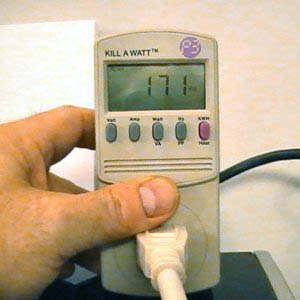 KILL A WATT™ P3
171
Volt Amp Watt Hz KWH
VA PF Hour